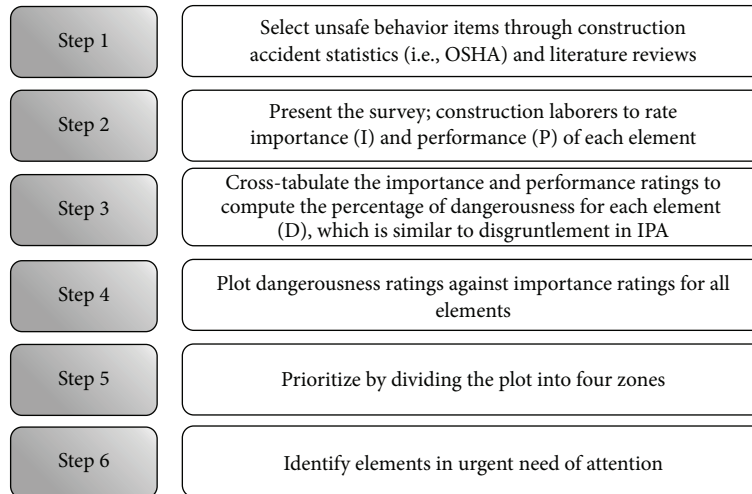 Step 1
Select unsafe behavior items through construction
accident statistics (i.e., OSHA) and literature reviews
Step 2
Present the survey; construction laborers to rate
importance (I) and performance (P) of each element
Step 3
Cross-tabulate the importance and performance ratings to
compute the percentage of dangerousness for each element
(D), which is similar to disgruntlement in IPA
Step 4
Plot dangerousness ratings against importance ratings for all
elements
Step 5
Prioritize by dividing the plot into four zones
Step 6
Identify elements in urgent need of attention